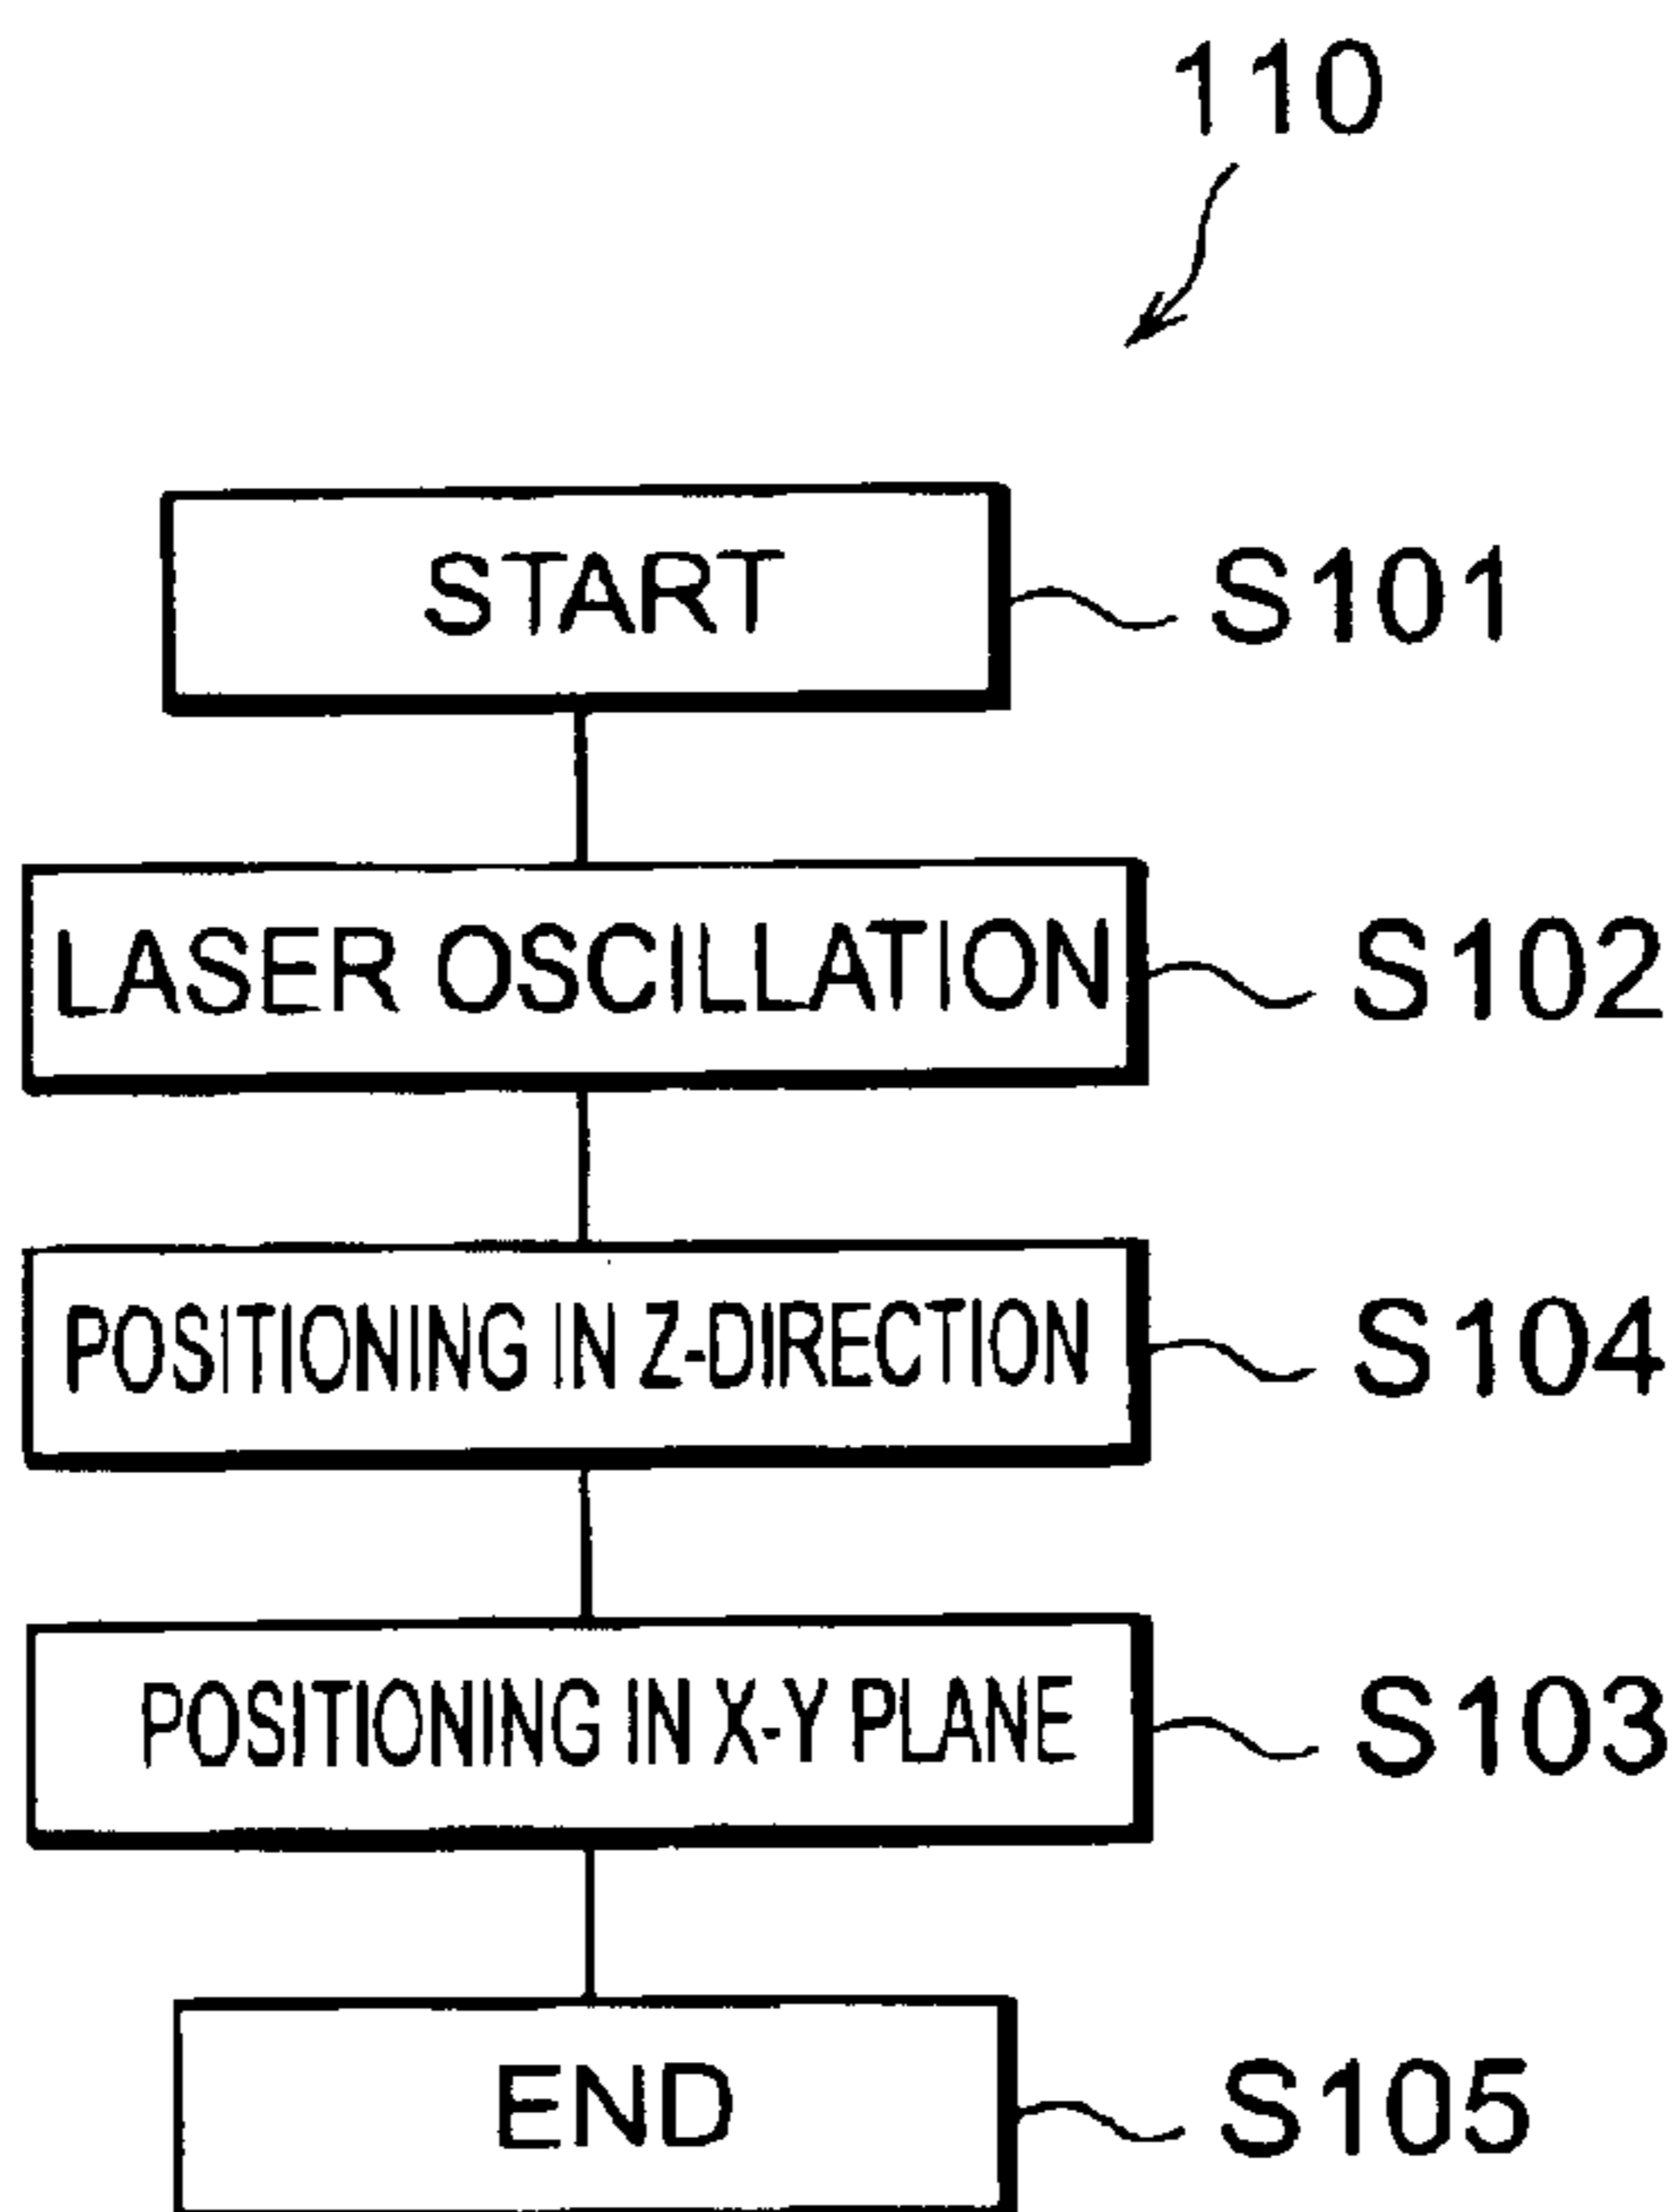 110
START S101
LASER OSCILLATION S102
POSITIONING IN Z-DIRECTION S104
POSITIONING IN X-Y PLANE S103
END S105